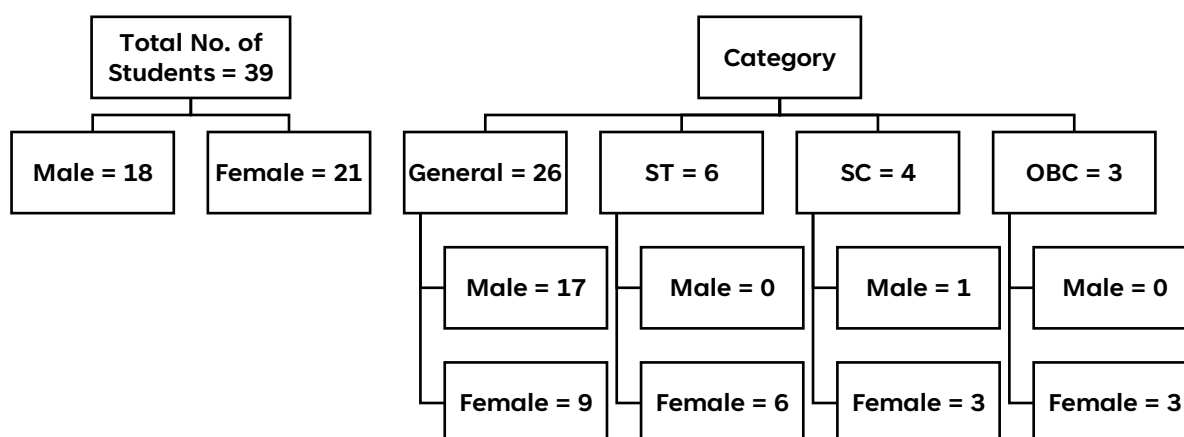 Total No. of
Students = 39
Male = 18
Female = 21
Category
General = 26
ST = 6
SC = 4
OBC = 3
Male = 17
Male = 0
Male = 1
Male = 0
Female = 9
Female = 6
Female = 3
Female = 3